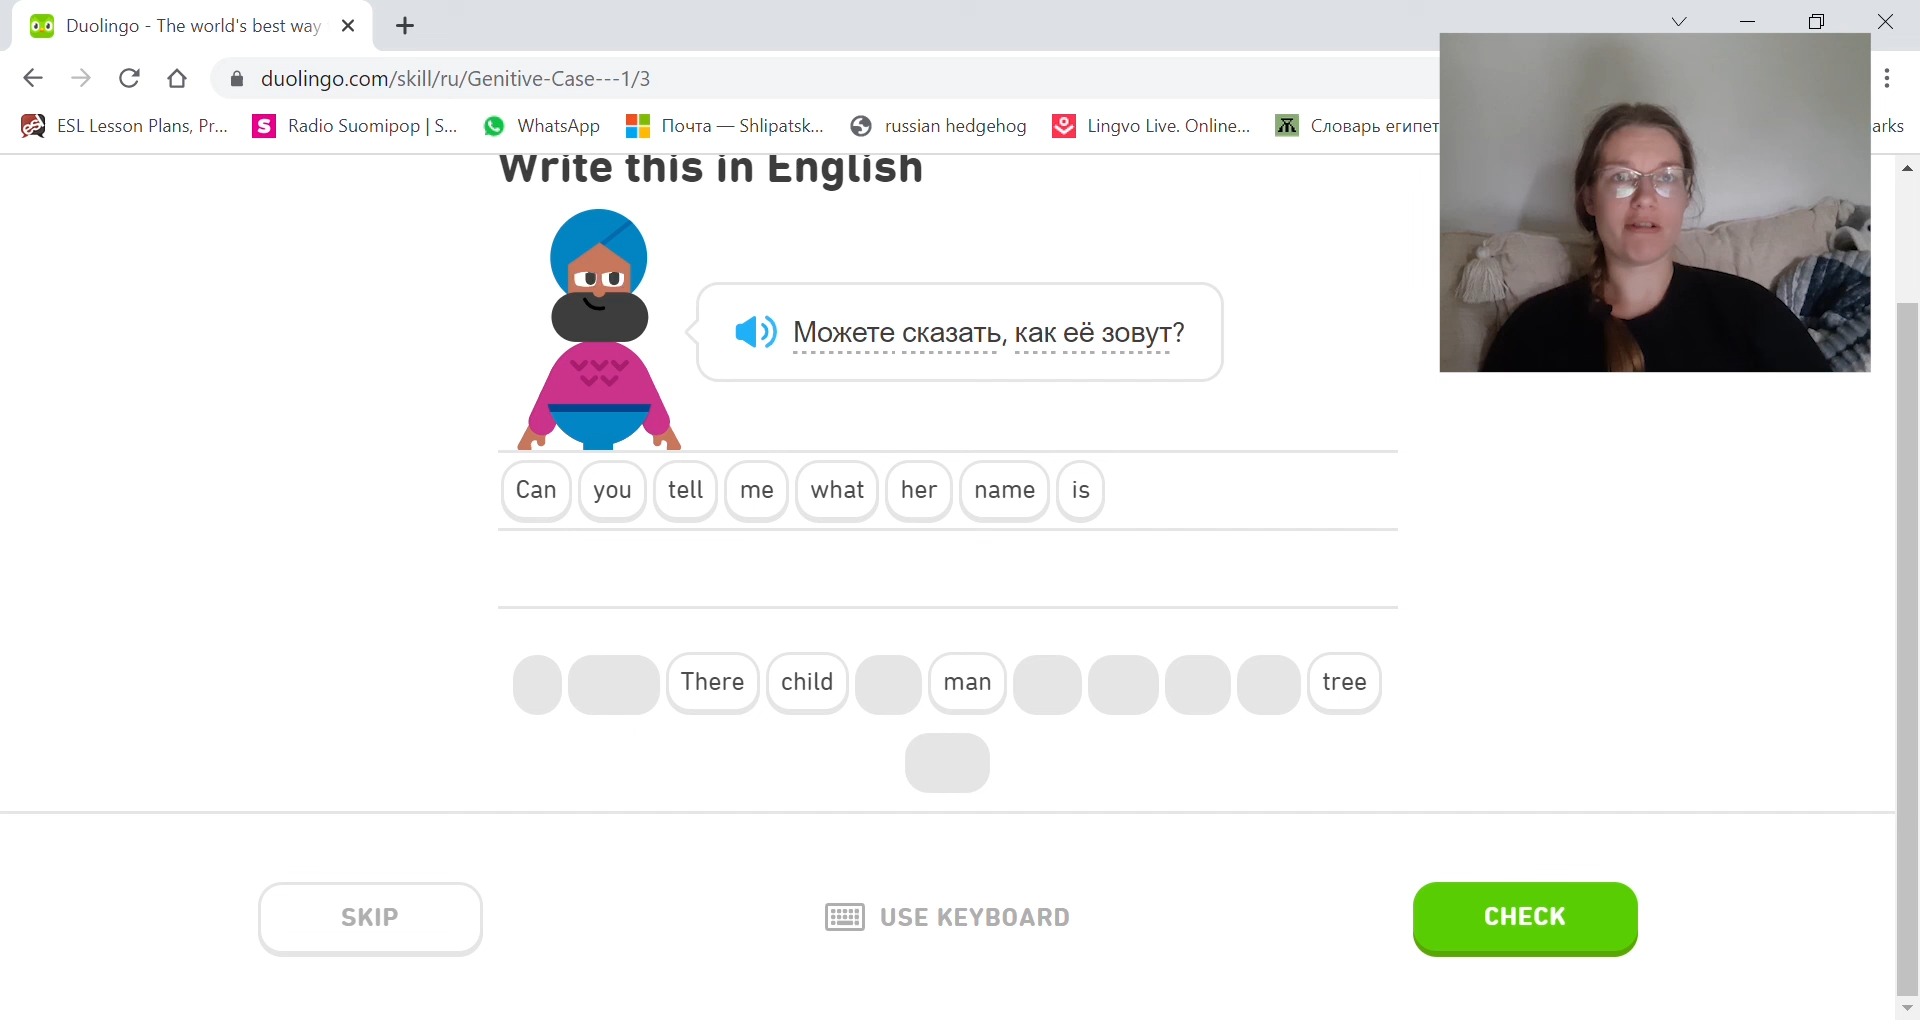 Duolingo - The world's best way
duolingo.com/skill/ru/Genitive-Case---1/3
ESL Lesson Plans, Pr... Radio Suomipop | S... WhatsApp Почта — Shlipatsk... russian hedgehog Lingvo Live. Online... Словарь египет arks
Write this in English
Можете сказать, как её зовут?
Can you tell me what her name is
There child man tree
SKIP USE KEYBOARD CHECK